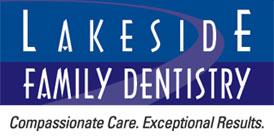 LAKESIDE
FAMILY DENTISTRY
Compassionate Care. Exceptional Results.